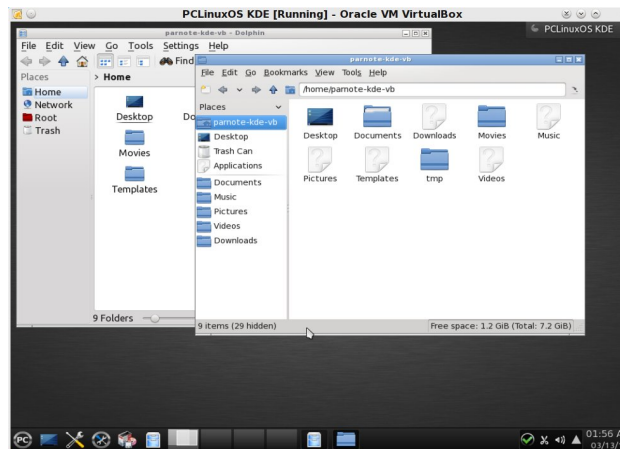 PCLinuxOS KDE [Running] - Oracle VM VirtualBox
PCLinuxOS KDE
parnote-kde-vb - Dolphin
File Edit View Go Tools Settings Help
Find
Places
Home
Network
Root
Trash
> Home
Desktop
Do
Movies
Templates
9 Folders
parnote-kde-vb
File Edit Go Bookmarks View Tools Help
/home/parnote-kde-vb
Places
parnote-kde-vb
Desktop
Trash Can
Applications
Documents
Music
Pictures
Videos
Downloads
Desktop Documents Downloads Movies Music
Pictures Templates tmp Videos
9 items (29 hidden)
Free space: 1.2 GiB (Total: 7.2 GiB)
PC
01:56 A
03/13/